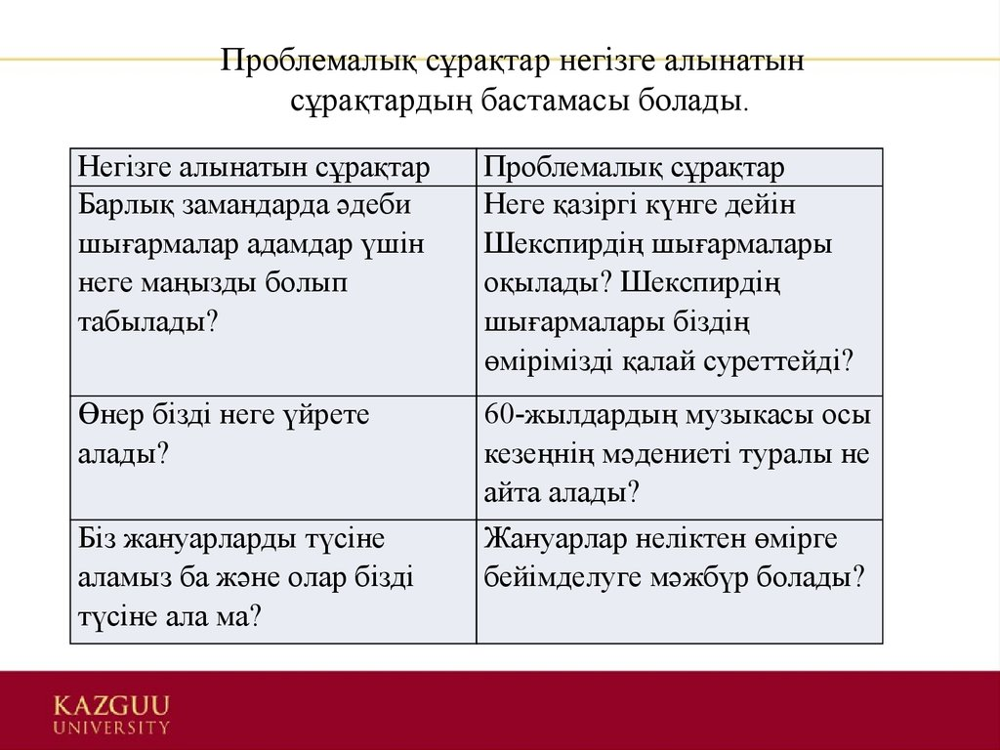 Проблемалық сұрақтар негізге алынатын
сұрақтардың бастамасы болады.
Негізге алынатын сұрақтар
Проблемалық сұрақтар
Барлық замандарда әдеби
шығармалар адамдар үшін
неге маңызды болып
табылады?
Неге қазіргі күнге дейін
Шекспирдің шығармалары
оқылады? Шекспирдің
шығармалары біздің
өмірімізді қалай суреттейді?
Өнер бізді неге үйрете
алады?
60-жылдардың музыкасы осы
кезеңнің мәдениеті туралы не
айта алады?
Біз жануарларды түсіне
аламыз ба және олар бізді
түсіне ала ма?
Жануарлар неліктен өмірге
бейімделуге мәжбүр болады?
KAZGUU
UNIVERSITY